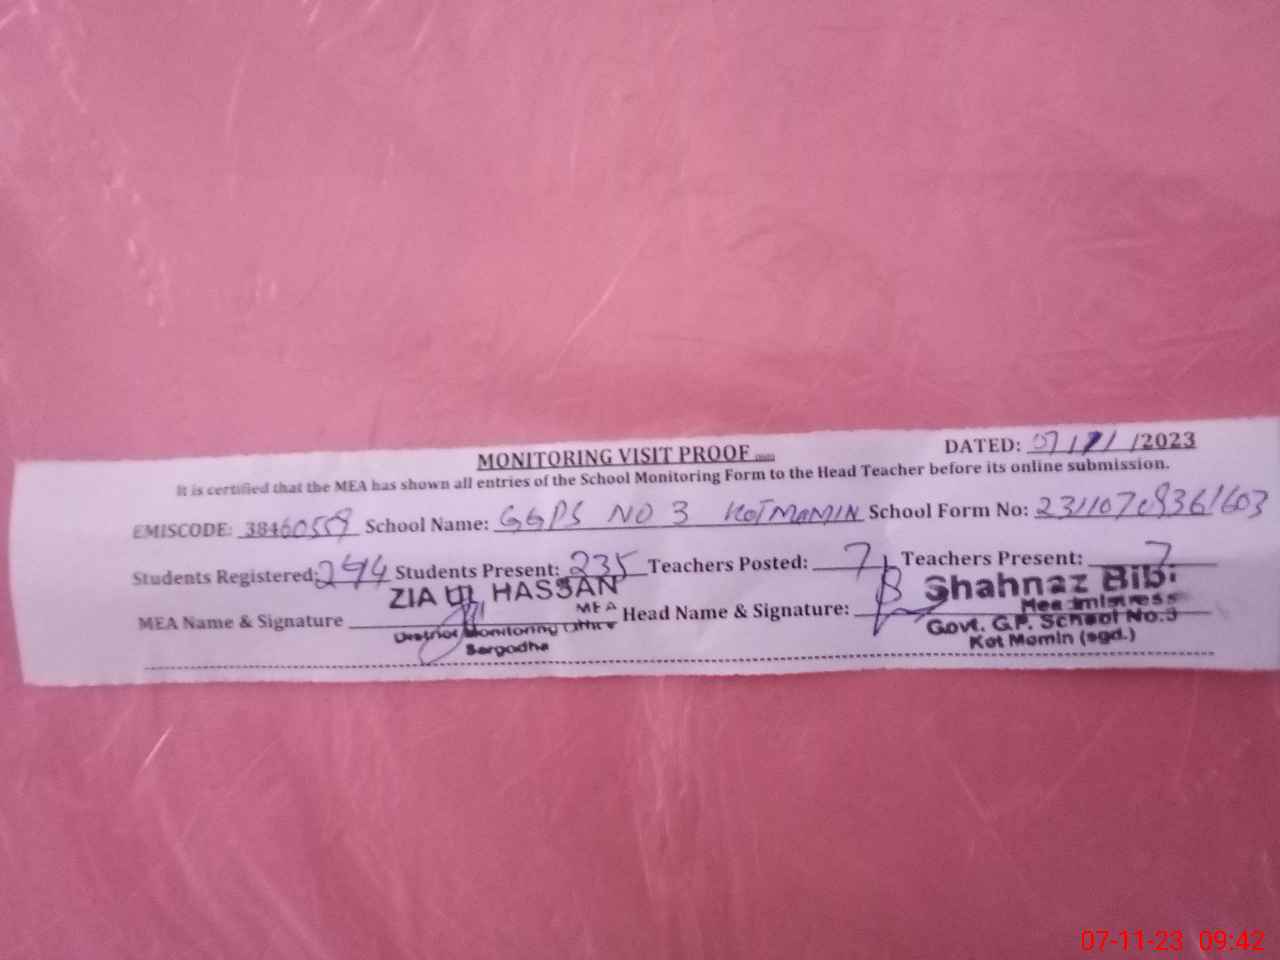 MONITORING VISIT PROOF
DATED: 07/11/2023
It is certified that the MEA has shown all entries of the School Monitoring Form to the Head Teacher before its online submission.
EMISCODE: 38460559 School Name: GGPS NO 3 KOTMOMIN School Form No: 23110709361603
Students Registered: 294 Students Present: 235 Teachers Posted: 7 Teachers Present: 7
ZIA UL HASSAN Shahnaz Bibi
MEA Name & Signature MEA Head Name & Signature: Headmistress
District Monitoring Office Govt. G.P. School No.3
Sargodha Kot Momin (sgd.)
07-11-23 09:42